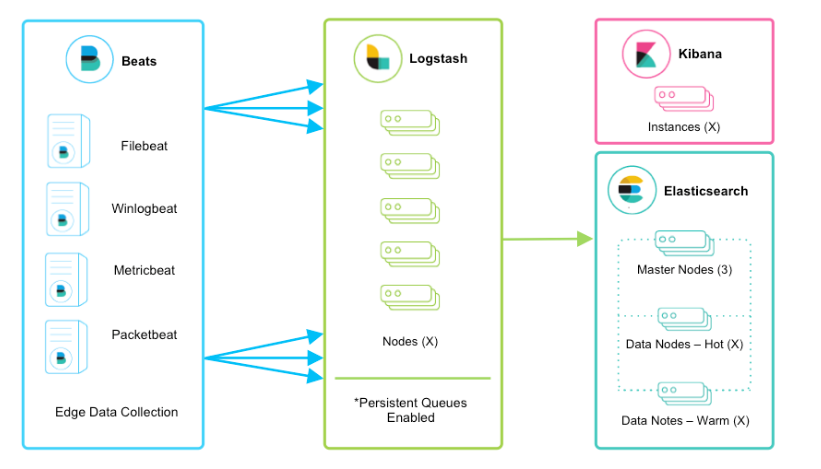 Beats
Filebeat
Winlogbeat
Metricbeat
Packetbeat
Edge Data Collection
Logstash
Nodes (X)
*Persistent Queues
Enabled
Kibana
Instances (X)
Elasticsearch
Master Nodes (3)
Data Nodes – Hot (X)
Data Notes – Warm (X)